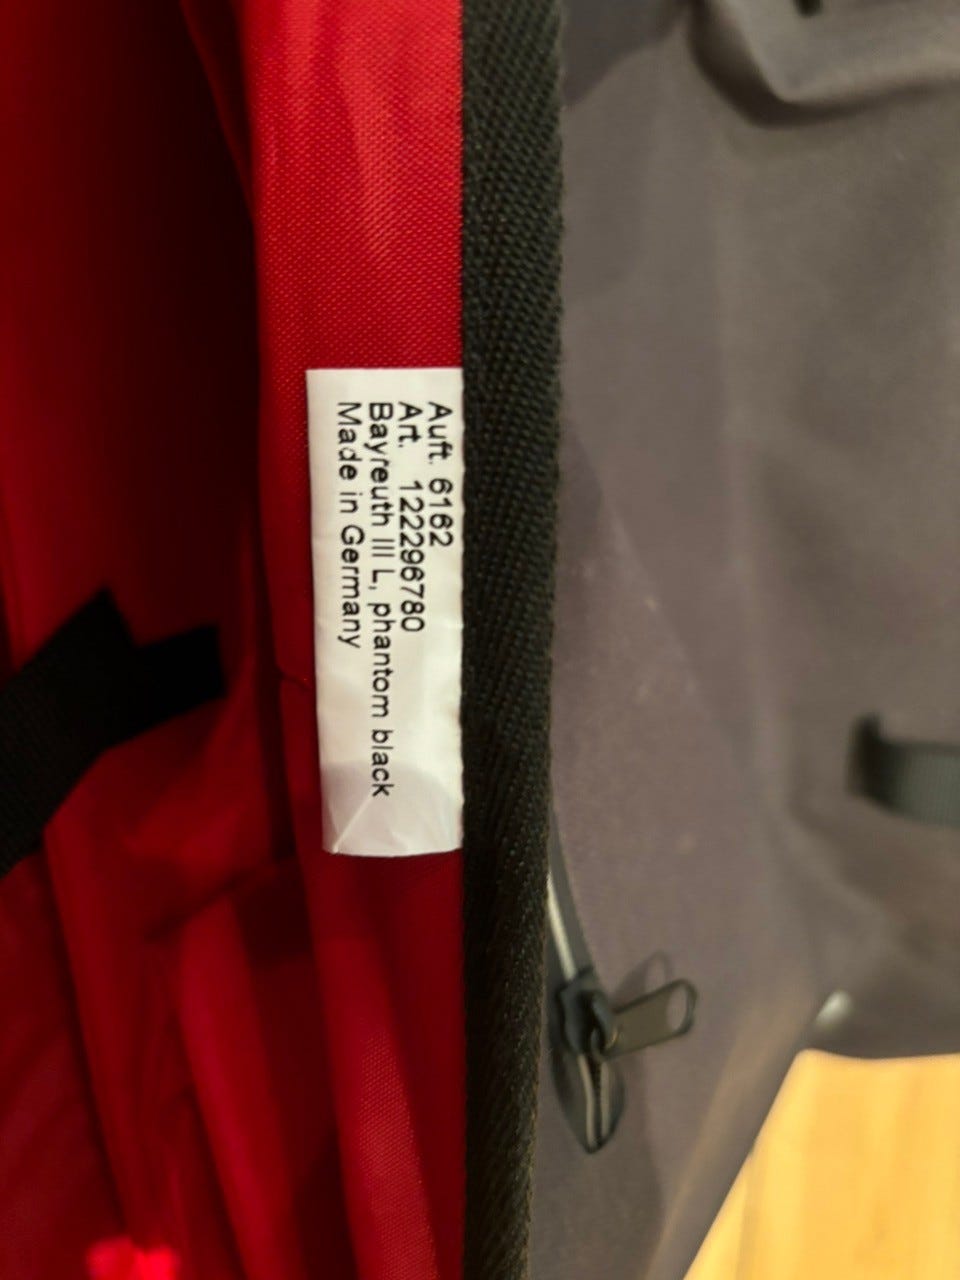 Auft. 6162
Art. 122296780
Bayreuth III L, phantom black
Made in Germany